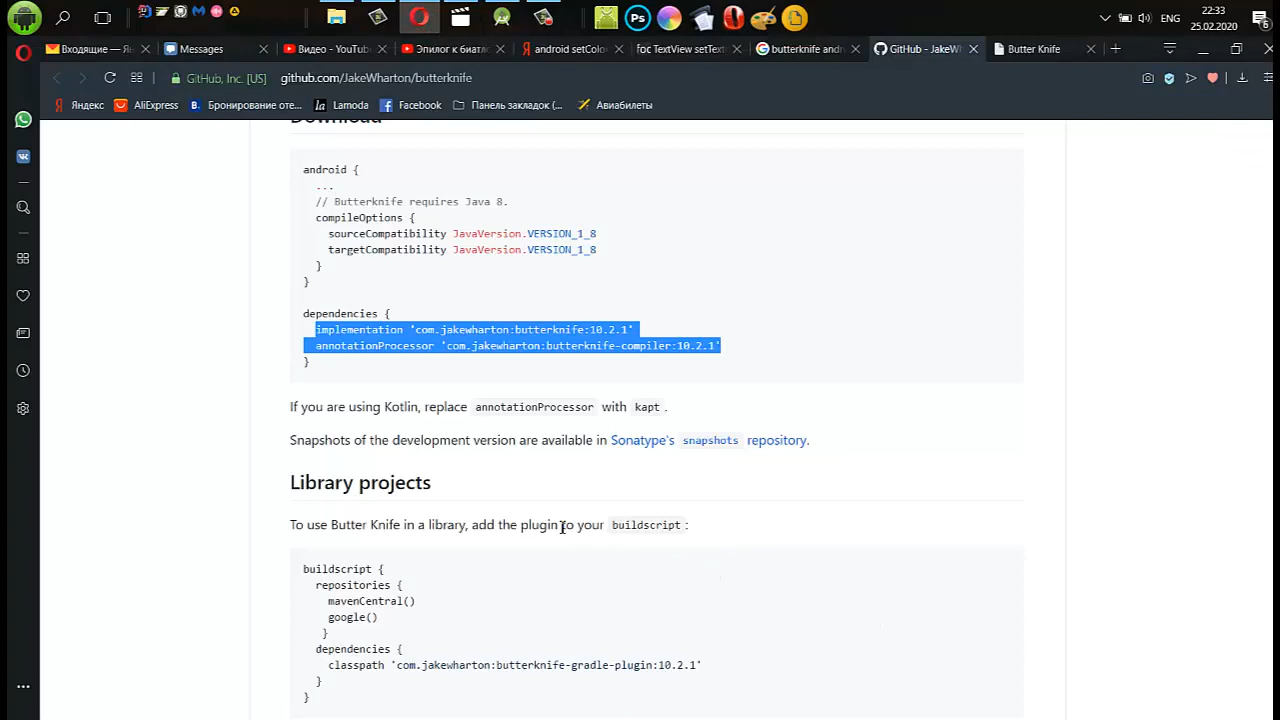 22:33
ENG
25.02.2020
Входящие — Я
Messages
Видео - YouTub
Эпилог к биатл
android setColo
TextView setText
butterknife andr
GitHub - JakeWh
Butter Knife
GitHub, Inc. [US]
github.com/JakeWharton/butterknife
Яндекс
AliExpress
Бронирование оте...
Lamoda
Facebook
Панель закладок (...
Авиабилеты
Download
android {
...
// Butterknife requires Java 8.
compileOptions {
sourceCompatibility JavaVersion.VERSION_1_8
targetCompatibility JavaVersion.VERSION_1_8
}
}
dependencies {
implementation 'com.jakewharton:butterknife:10.2.1'
annotationProcessor 'com.jakewharton:butterknife-compiler:10.2.1'
}
If you are using Kotlin, replace annotationProcessor with kapt .
Snapshots of the development version are available in Sonatype's snapshots repository.
Library projects
To use Butter Knife in a library, add the plugin to your buildscript :
buildscript {
repositories {
mavenCentral()
google()
}
dependencies {
classpath 'com.jakewharton:butterknife-gradle-plugin:10.2.1'
}
}